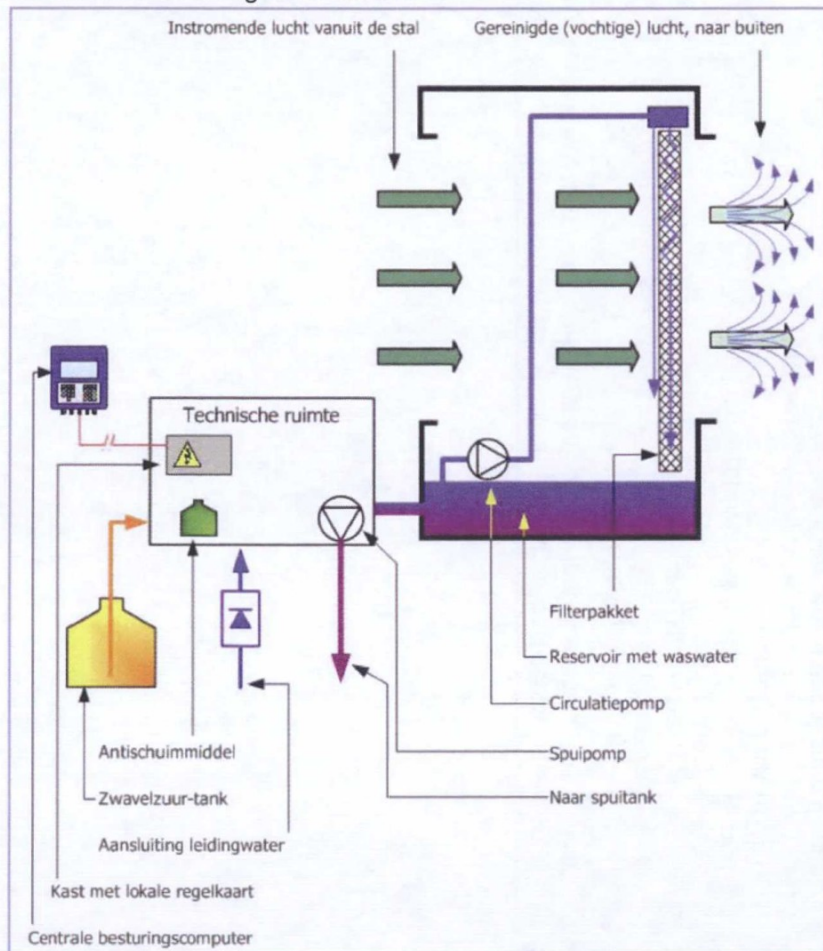 Instromende lucht vanuit de stal
Gereinigde (vochtige) lucht, naar buiten
Technische ruimte
Filterpakket
Reservoir met waswater
Circulatiepomp
Antischuimmiddel
Spuipomp
Zwavelzuur-tank
Naar spuitank
Aansluiting leidingwater
Kast met lokale regelkaart
Centrale besturingscomputer